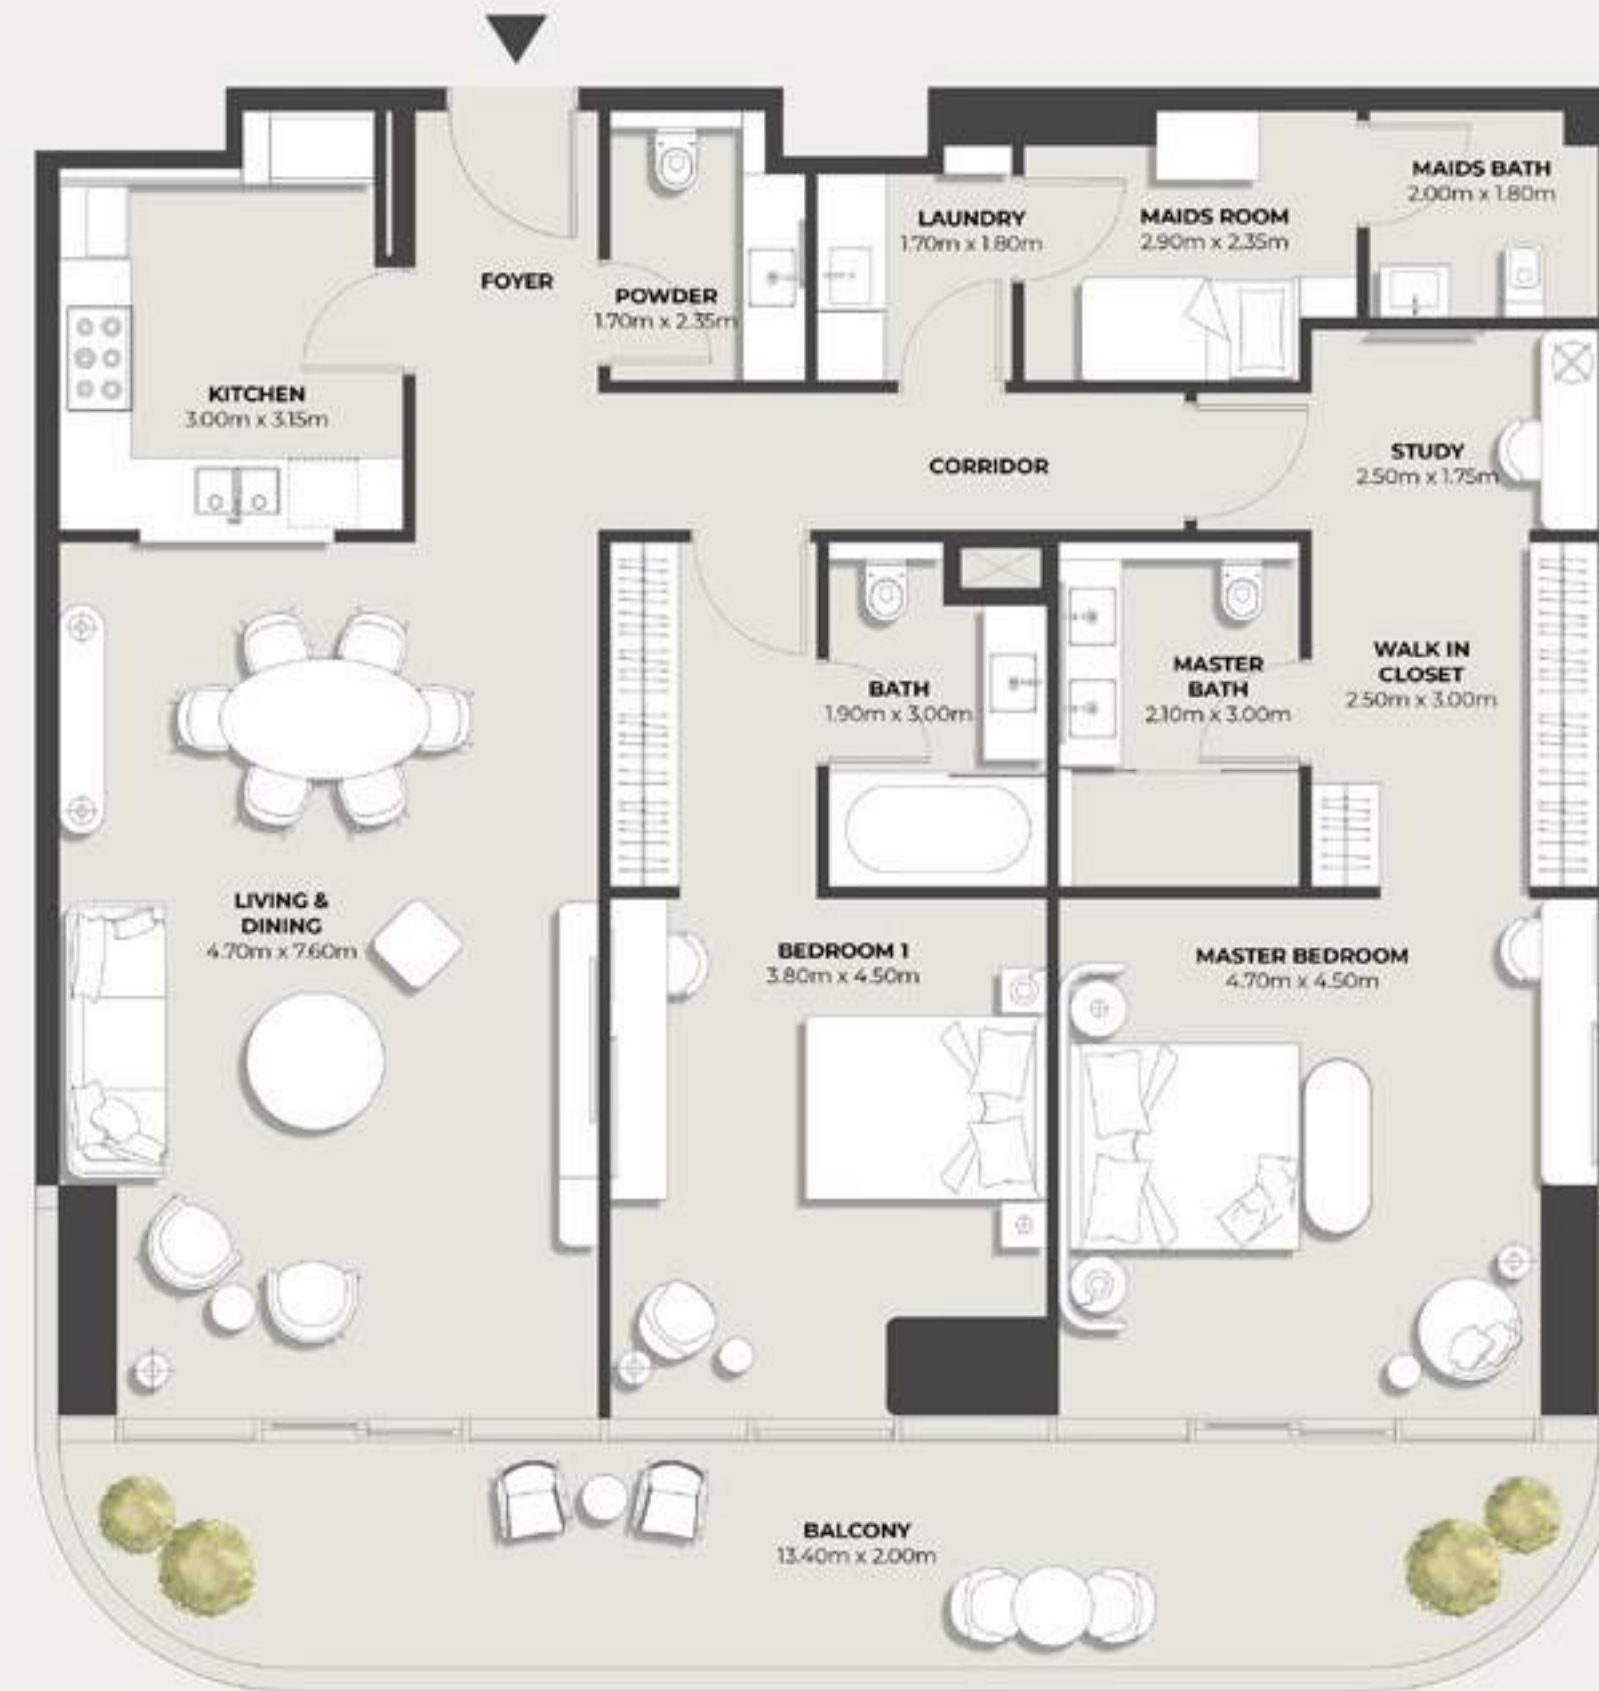 MAIDS BATH
2.00m x 1.80m
LAUNDRY
1.70m x 1.80m
MAIDS ROOM
2.90m x 2.35m
FOYER
POWDER
1.70m x 2.35m
KITCHEN
3.00m x 3.15m
CORRIDOR
STUDY
2.50m x 1.75m
BATH
1.90m x 3.00m
MASTER
BATH
2.10m x 3.00m
WALK IN
CLOSET
2.50m x 3.00m
LIVING &
DINING
4.70m x 7.60m
BEDROOM 1
3.80m x 4.50m
MASTER BEDROOM
4.70m x 4.50m
BALCONY
13.40m x 2.00m